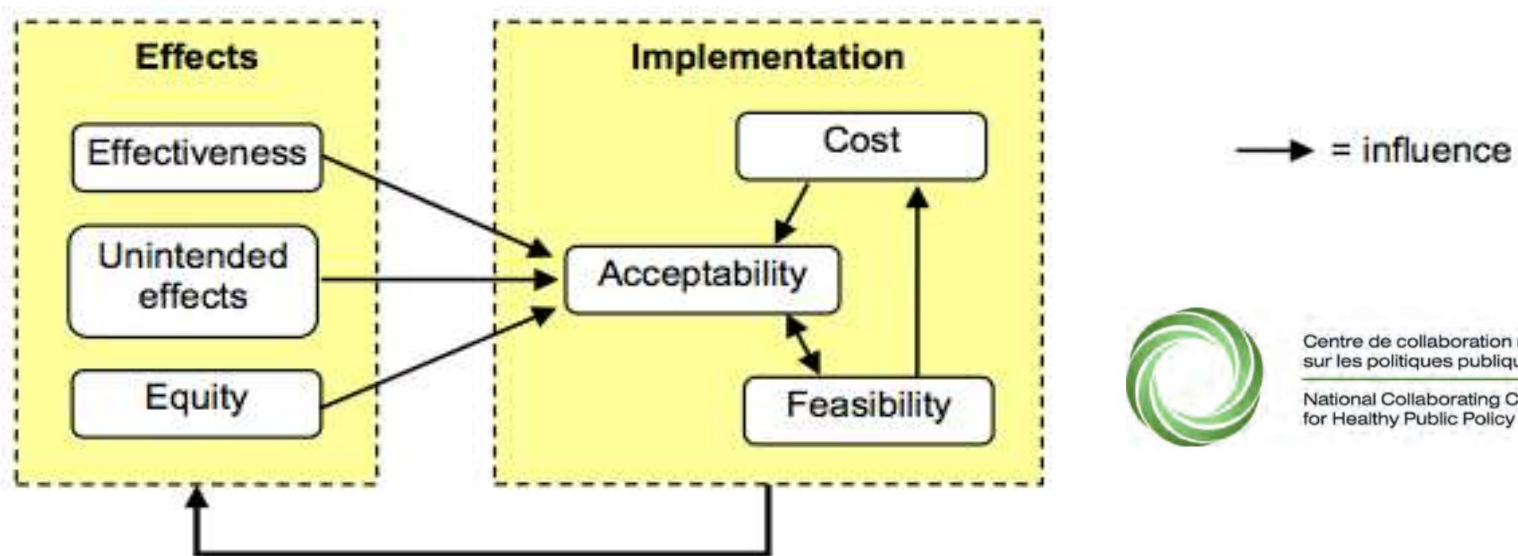 Effects
Effectiveness
Unintended
effects
Equity
Implementation
Cost
Acceptability
Feasibility
= influence
Centre de collaboration
sur les politiques
National Collaborating
for Healthy Public Policy